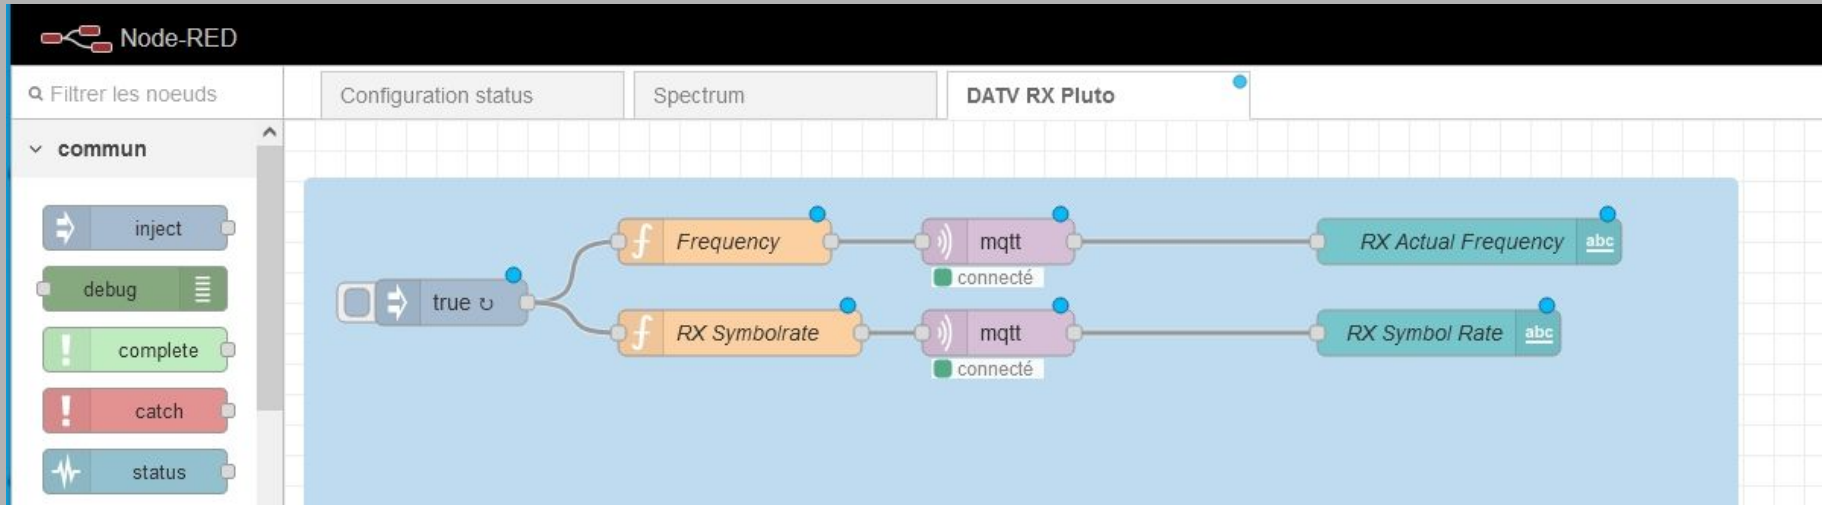 Node-RED
Filtrer les noeuds
Configuration status
Spectrum
DATV RX Pluto
commun
inject
debug
complete
catch
status
true ↻
Frequency
mqtt
connecté
RX Actual Frequency
abc
RX Symbolrate
mqtt
connecté
RX Symbol Rate
abc